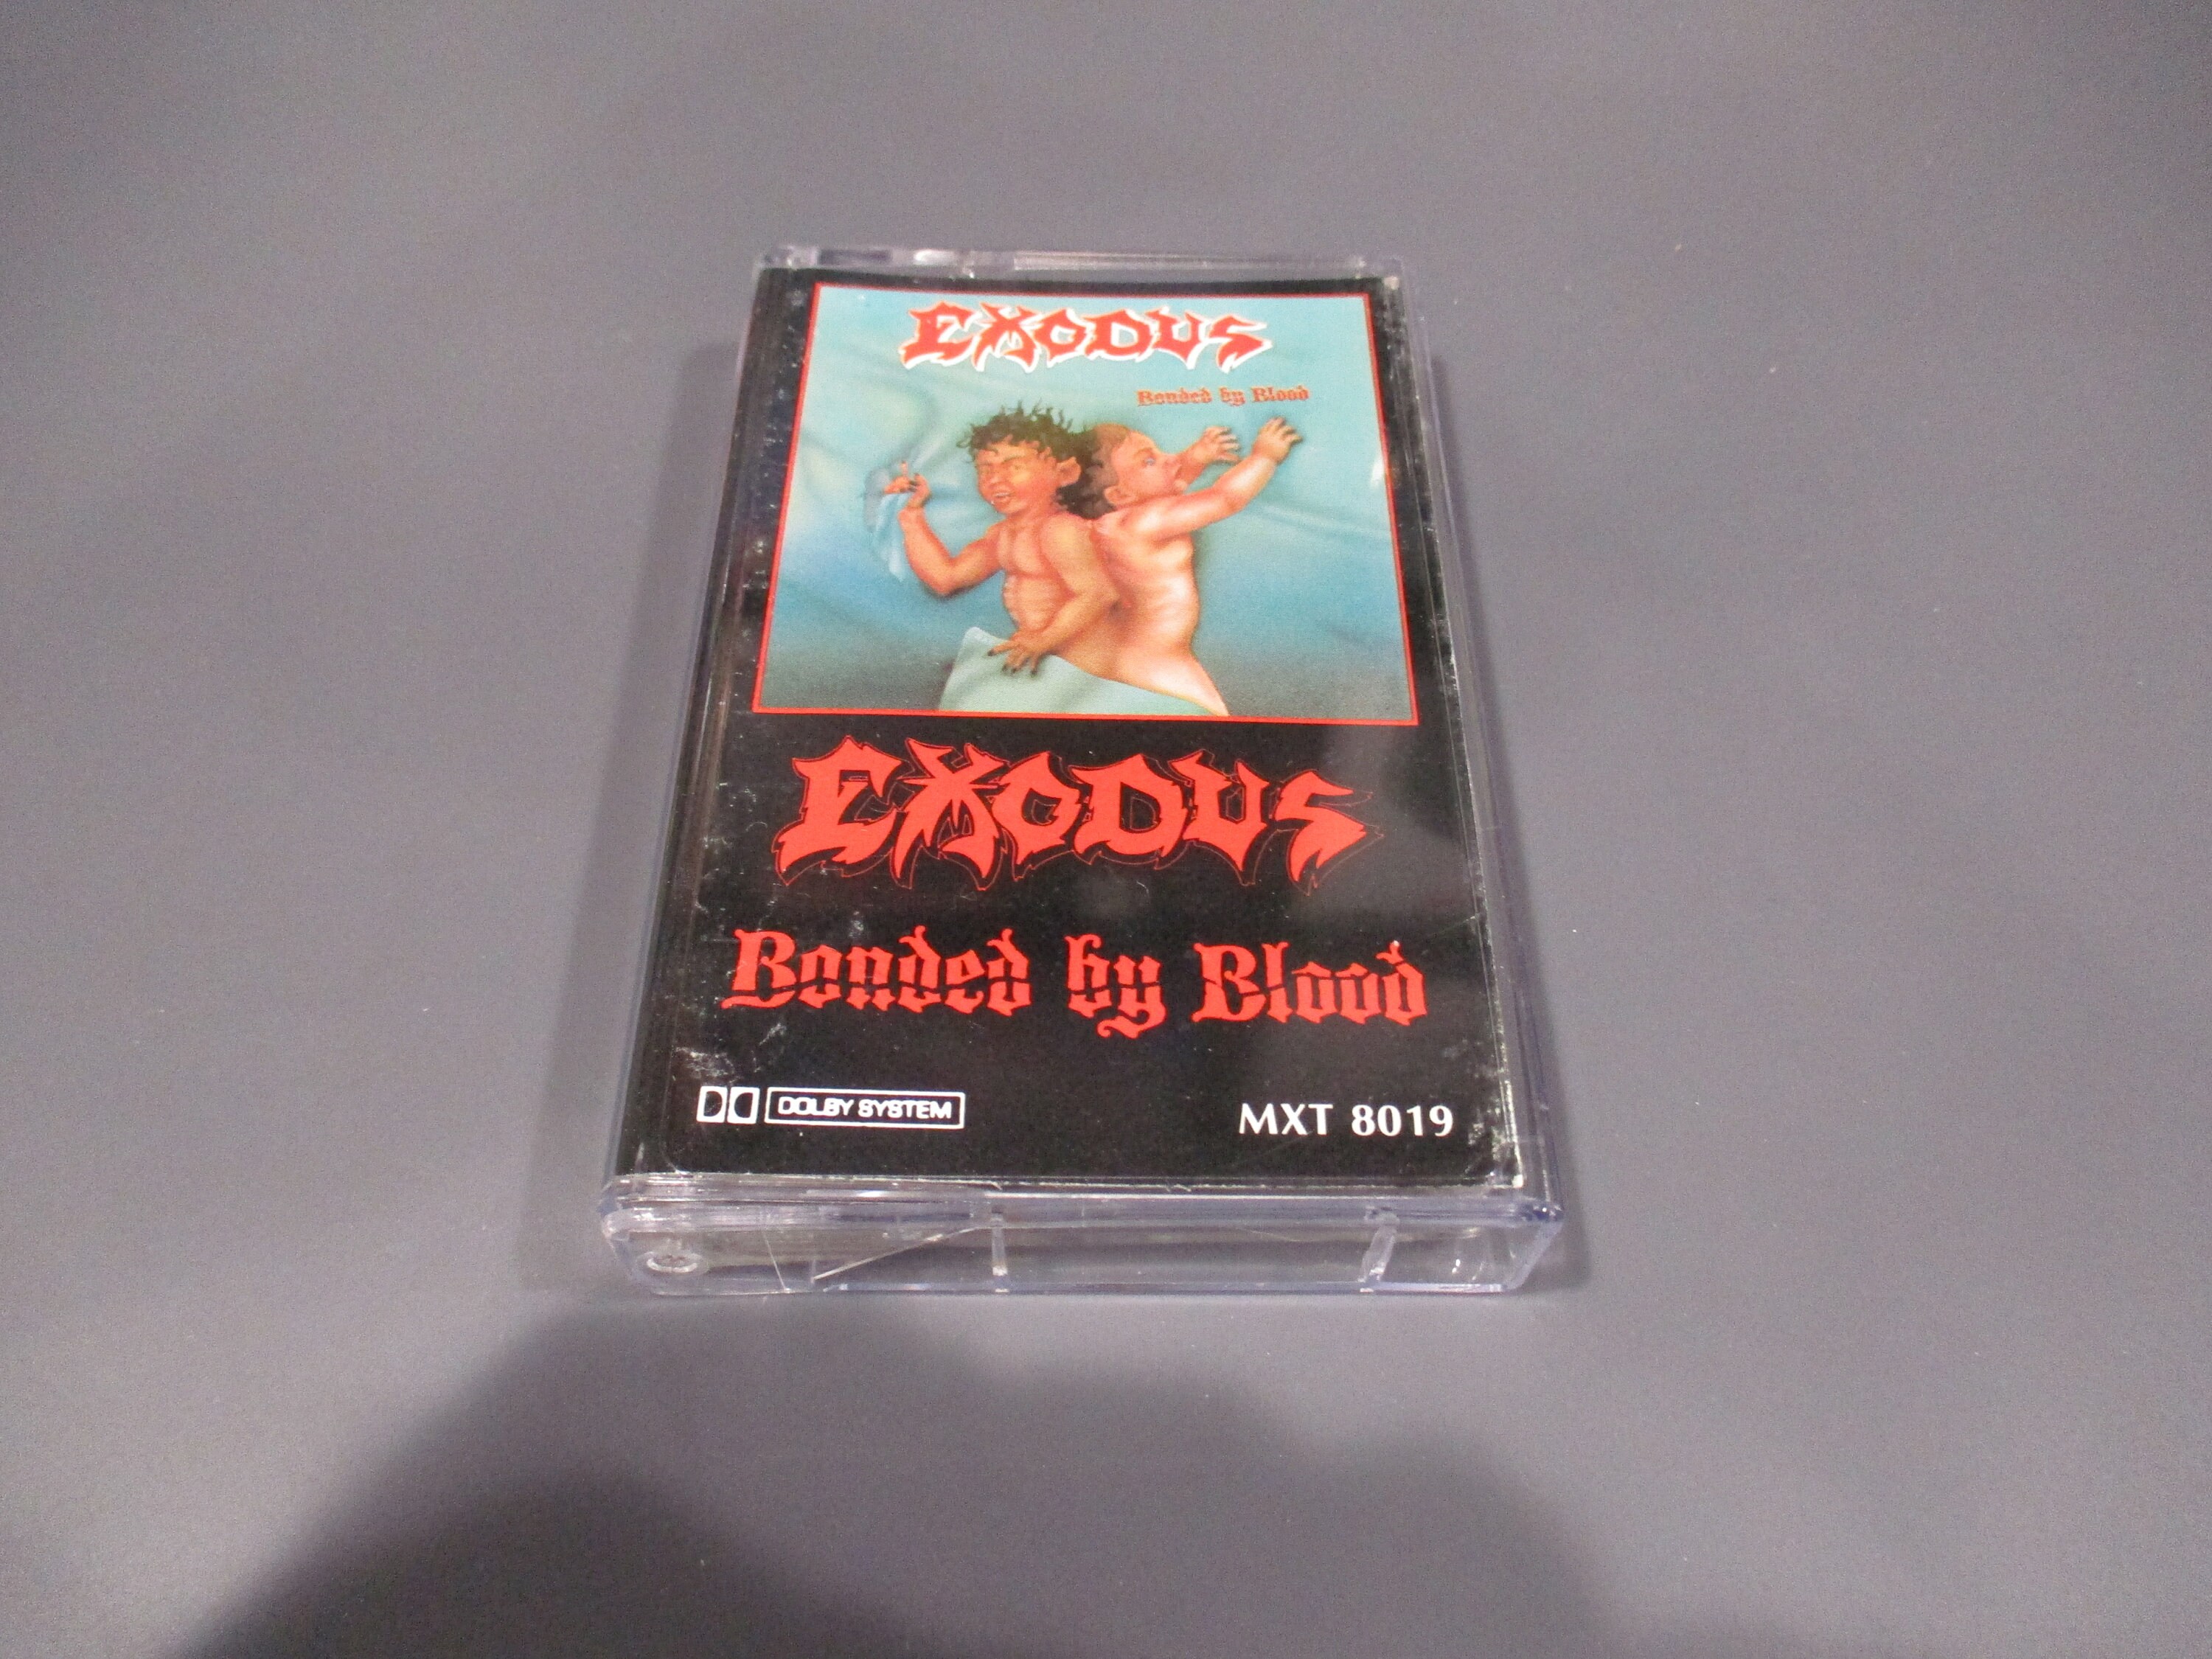 EXODUS
Bonded by Blood
EXODUS
Bonded by Blood
DOLBY SYSTEM
MXT 8019